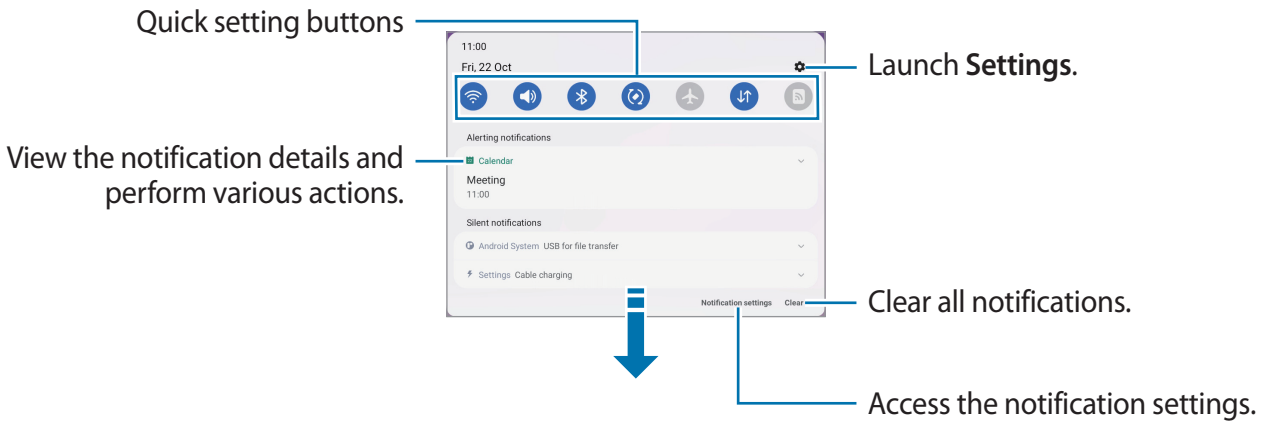 Quick setting buttons
11:00
Fri, 22 Oct
Launch Settings.
Alerting notifications
View the notification details and
perform various actions.
Calendar
Meeting
11:00
Silent notifications
Android System USB for file transfer
Settings Cable charging
Notification settings Clear
Clear all notifications.
Access the notification settings.